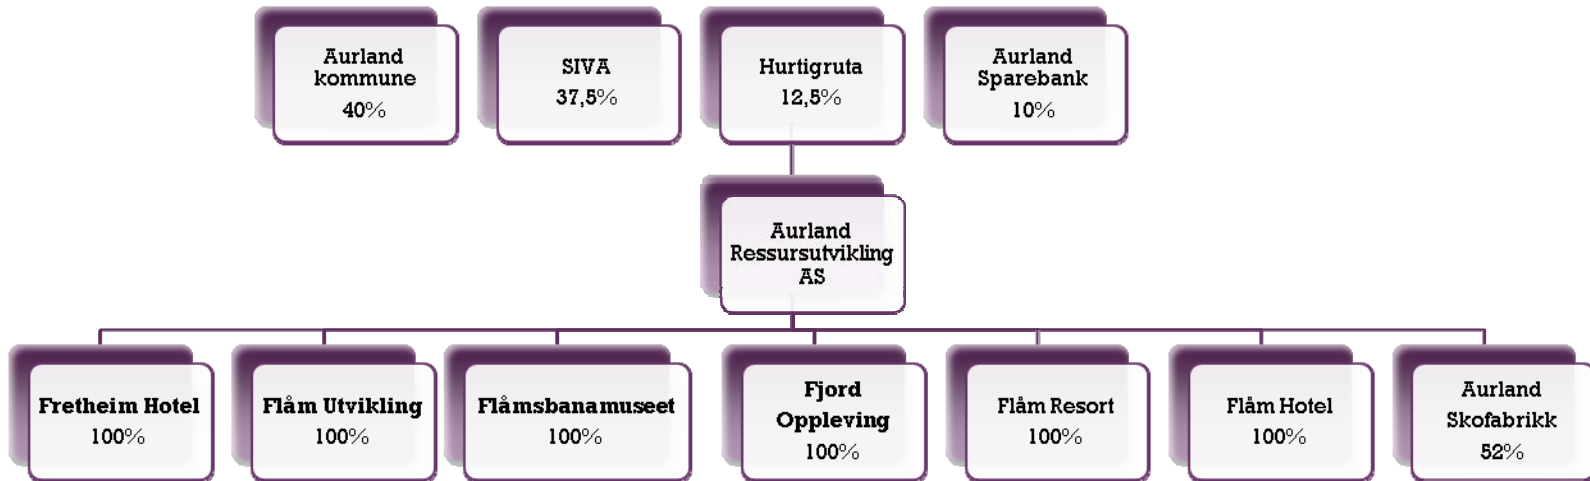 Aurland
kommune
40%
SIVA
37,5%
Hurtigruta
12,5%
Aurland
Sparebank
10%
Aurland
Ressursutvikling
AS
Fretheim Hotel
100%
Flåm Utvikling
100%
Flåmsbanamuseet
100%
Fjord
Oppleving
100%
Flåm Resort
100%
Flåm Hotel
100%
Aurland
Skofabrikk
52%